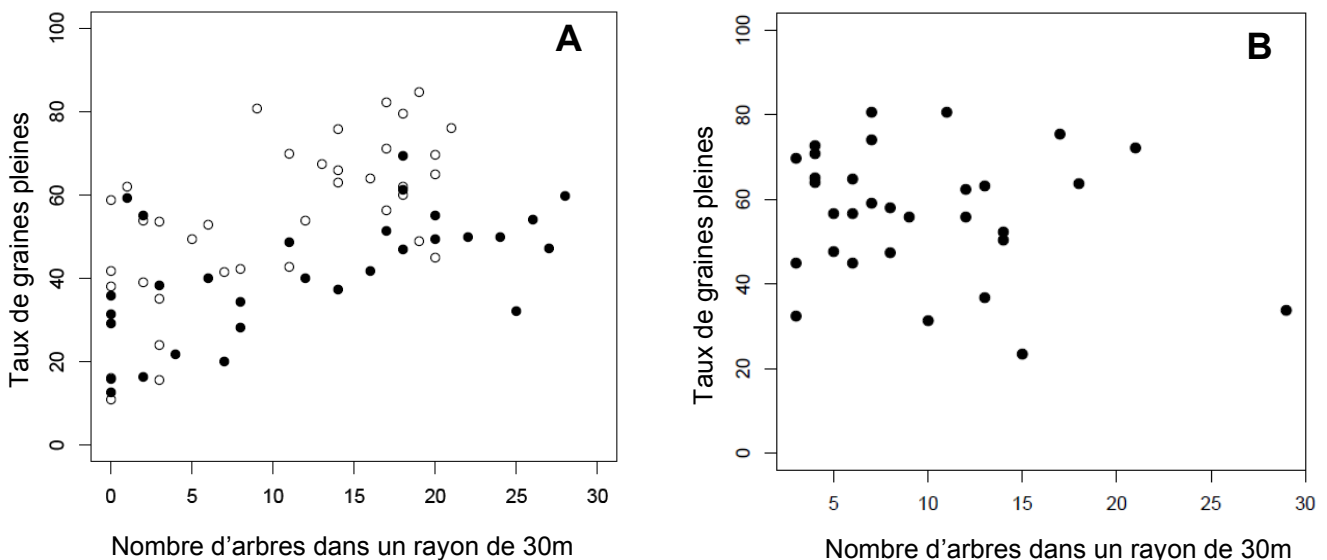 A
Taux de graines pleines
100
80
60
40
20
0
0 5 10 15 20 25 30
Nombre d'arbres dans un rayon de 30m
B
Taux de graines pleines
100
80
60
40
20
0
5 10 15 20 25 30
Nombre d'arbres dans un rayon de 30m